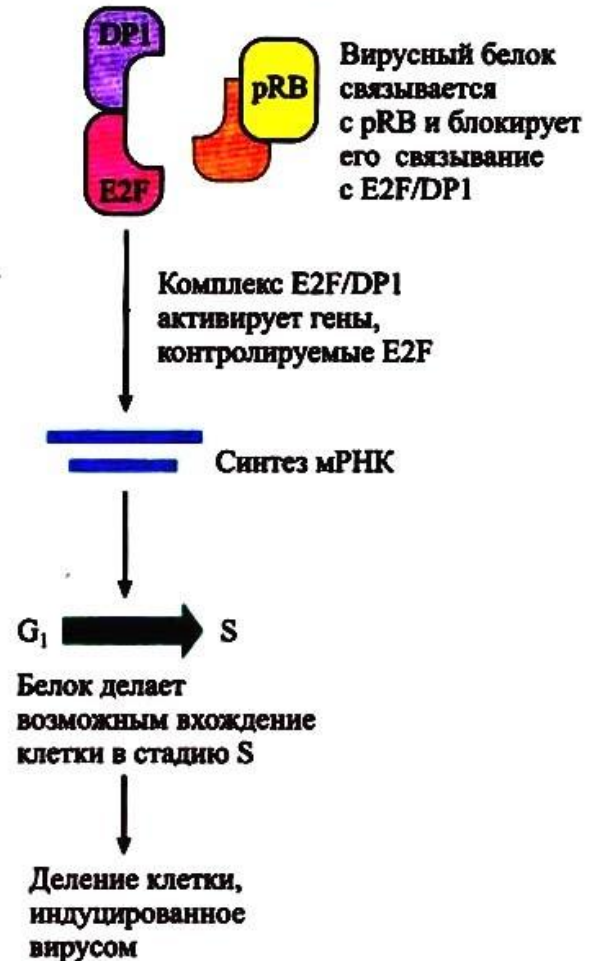 DP1
pRB
E2F
Вирусный белок
связывается
с pRB и блокирует
его связывание
с E2F/DP1
Комплекс E2F/DP1
активирует гены,
контролируемые E2F
Синтез мРНК
G₁ S
Белок делает
возможным вхождение
клетки в стадию S
Деление клетки,
индуцированное
вирусом